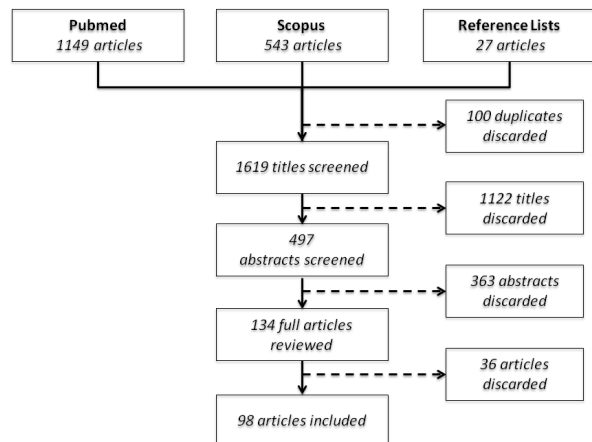 Pubmed
1149 articles
Scopus
543 articles
Reference Lists
27 articles
100 duplicates
discarded
1619 titles screened
1122 titles
discarded
497
abstracts screened
363 abstracts
discarded
134 full articles
reviewed
36 articles
discarded
98 articles included